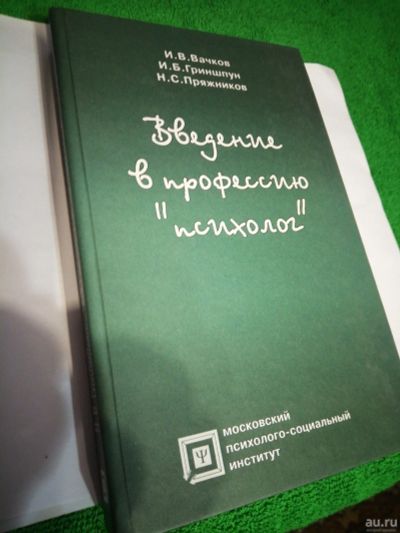 И.В.Вачков
И.Б.Гриншпун
Н.С.Пряжников
Введение
в профессию
"психолог"
Ψ
московский
психолого-социальный
институт
au.ru